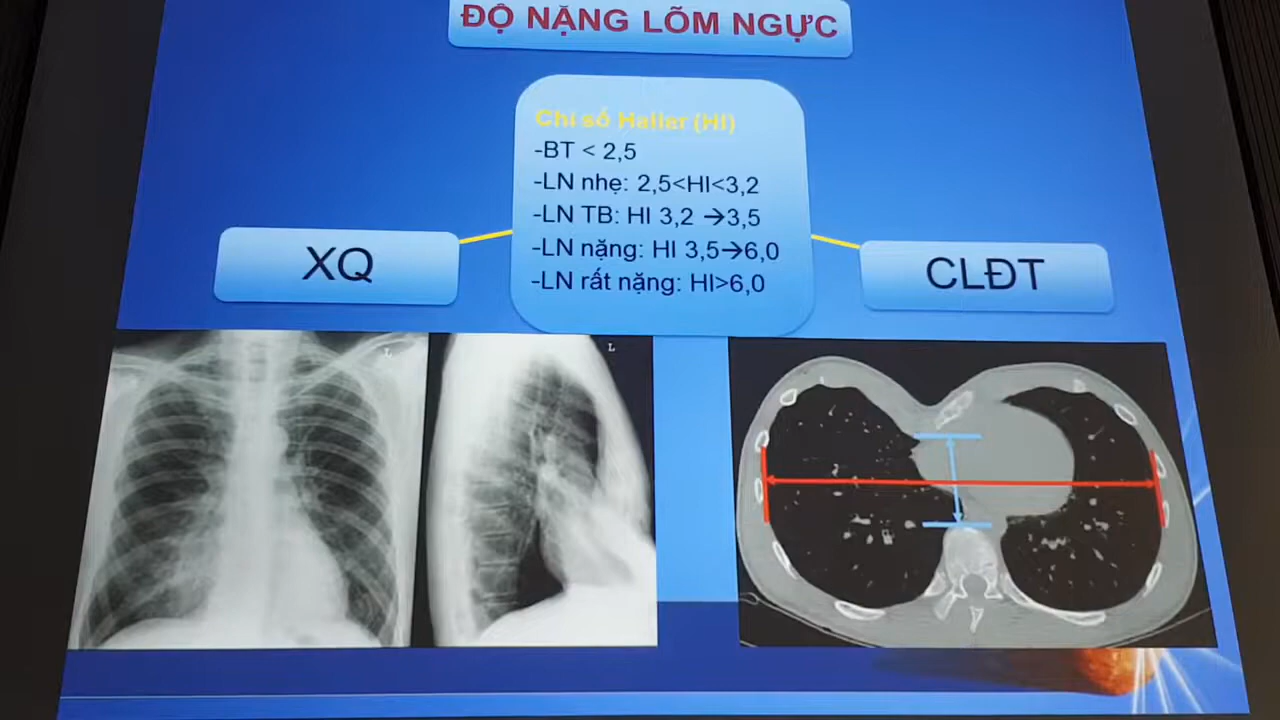 ĐỘ NẶNG LÕM NGỰC
Chỉ số Haller (HI)
-BT < 2,5
-LN nhẹ: 2,5<HI<3,2
-LN TB: HI 3,2 →3,5
-LN nặng: HI 3,5→6,0
-LN rất nặng: HI>6,0
XQ
CLĐT
L
L